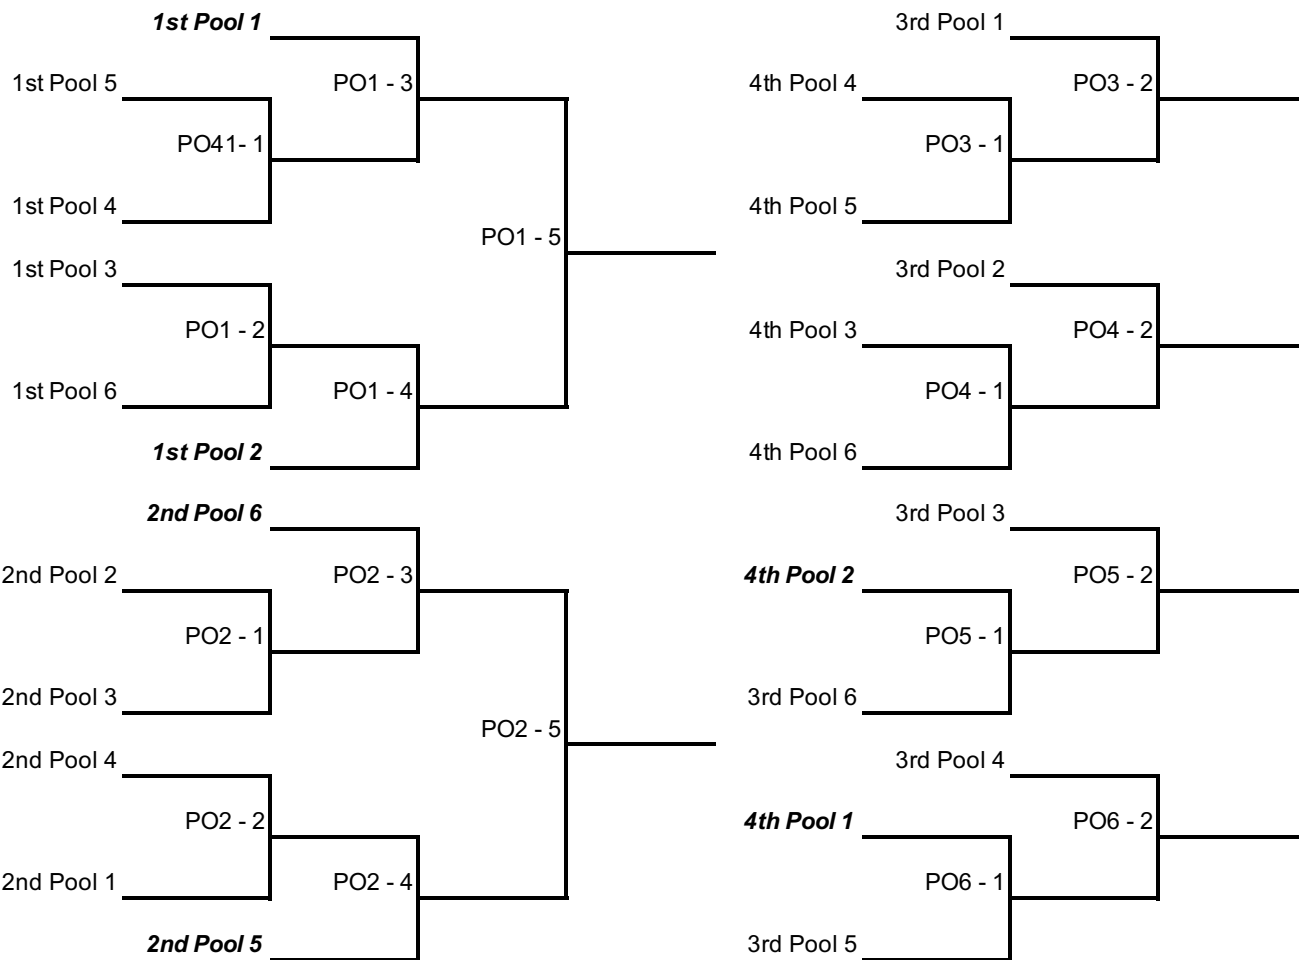 1st Pool 1
1st Pool 5
PO1 - 3
PO41- 1
1st Pool 4
PO1 - 5
1st Pool 3
PO1 - 2
1st Pool 6
PO1 - 4
1st Pool 2
2nd Pool 6
2nd Pool 2
PO2 - 3
PO2 - 1
2nd Pool 3
PO2 - 5
2nd Pool 4
PO2 - 2
2nd Pool 1
PO2 - 4
2nd Pool 5
3rd Pool 1
4th Pool 4
PO3 - 2
PO3 - 1
4th Pool 5
3rd Pool 2
4th Pool 3
PO4 - 2
PO4 - 1
4th Pool 6
3rd Pool 3
4th Pool 2
PO5 - 2
PO5 - 1
3rd Pool 6
3rd Pool 4
4th Pool 1
PO6 - 2
PO6 - 1
3rd Pool 5